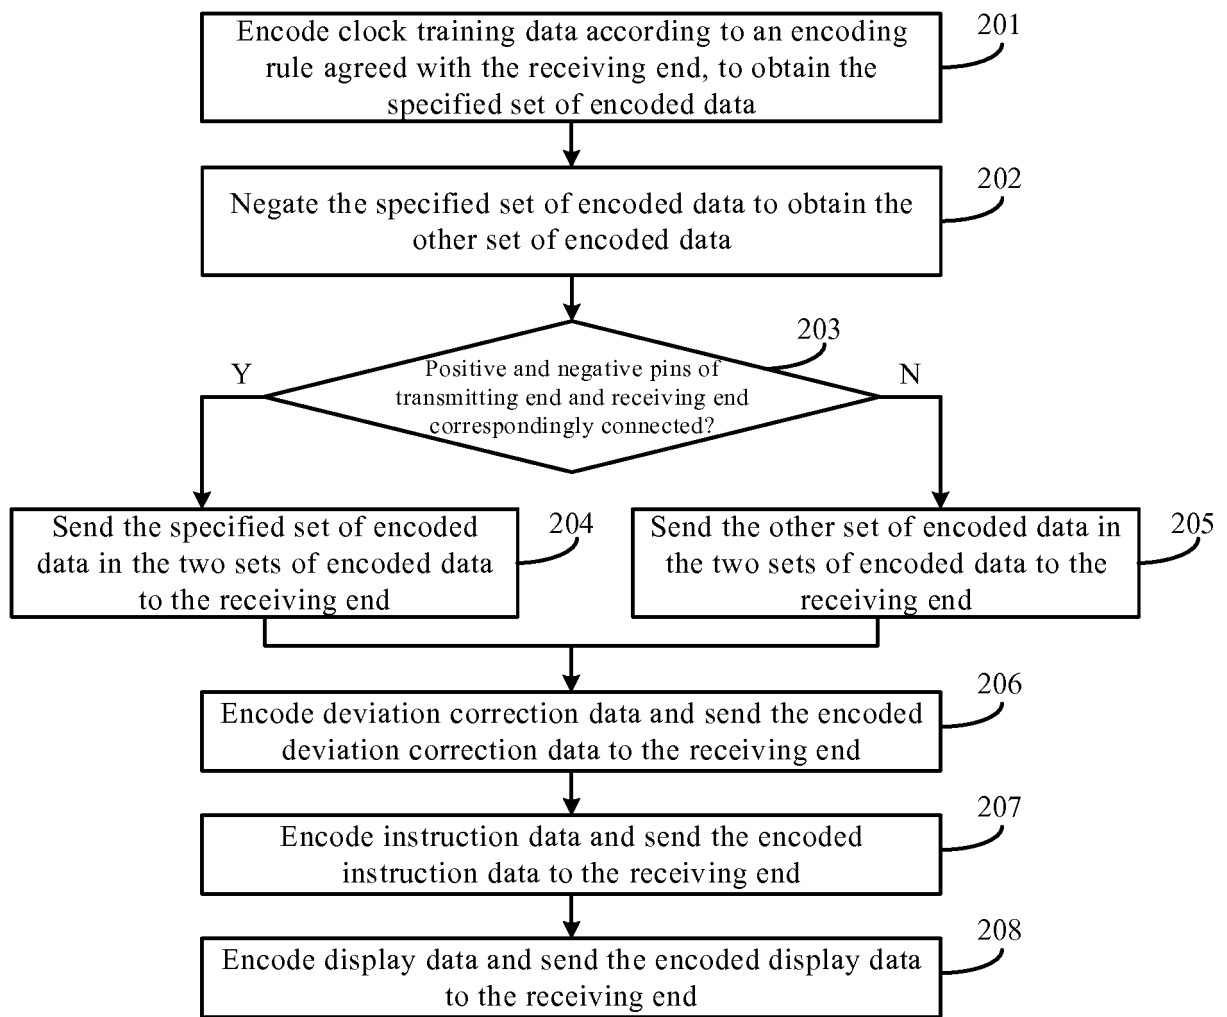 Encode clock training data according to an encoding
rule agreed with the receiving end, to obtain the
specified set of encoded data
201
Negate the specified set of encoded data to obtain the
other set of encoded data
202
203
Y
Positive and negative pins of
transmitting end and receiving end
correspondingly connected?
N
Send the specified set of encoded
data in the two sets of encoded data
to the receiving end
204
Send the other set of encoded data in
the two sets of encoded data to the
receiving end
205
Encode deviation correction data and send the encoded
deviation correction data to the receiving end
206
Encode instruction data and send the encoded
instruction data to the receiving end
207
Encode display data and send the encoded display data
to the receiving end
208